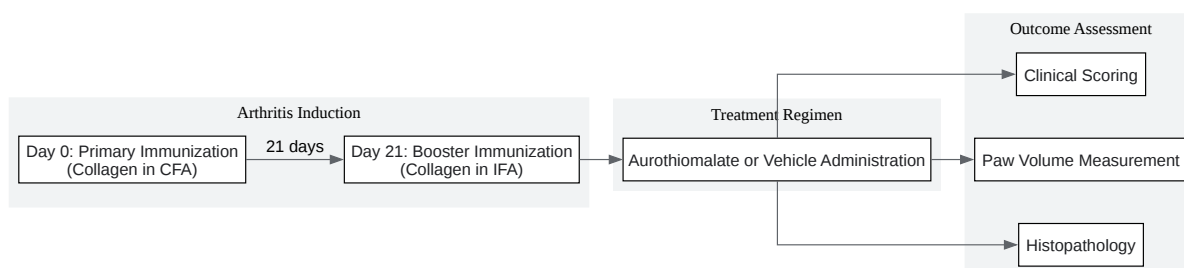 Arthritis Induction
Day 0: Primary Immunization
(Collagen in CFA)
21 days
Day 21: Booster Immunization
(Collagen in IFA)
Treatment Regimen
Aurothiomalate or Vehicle Administration
Outcome Assessment
Clinical Scoring
Paw Volume Measurement
Histopathology